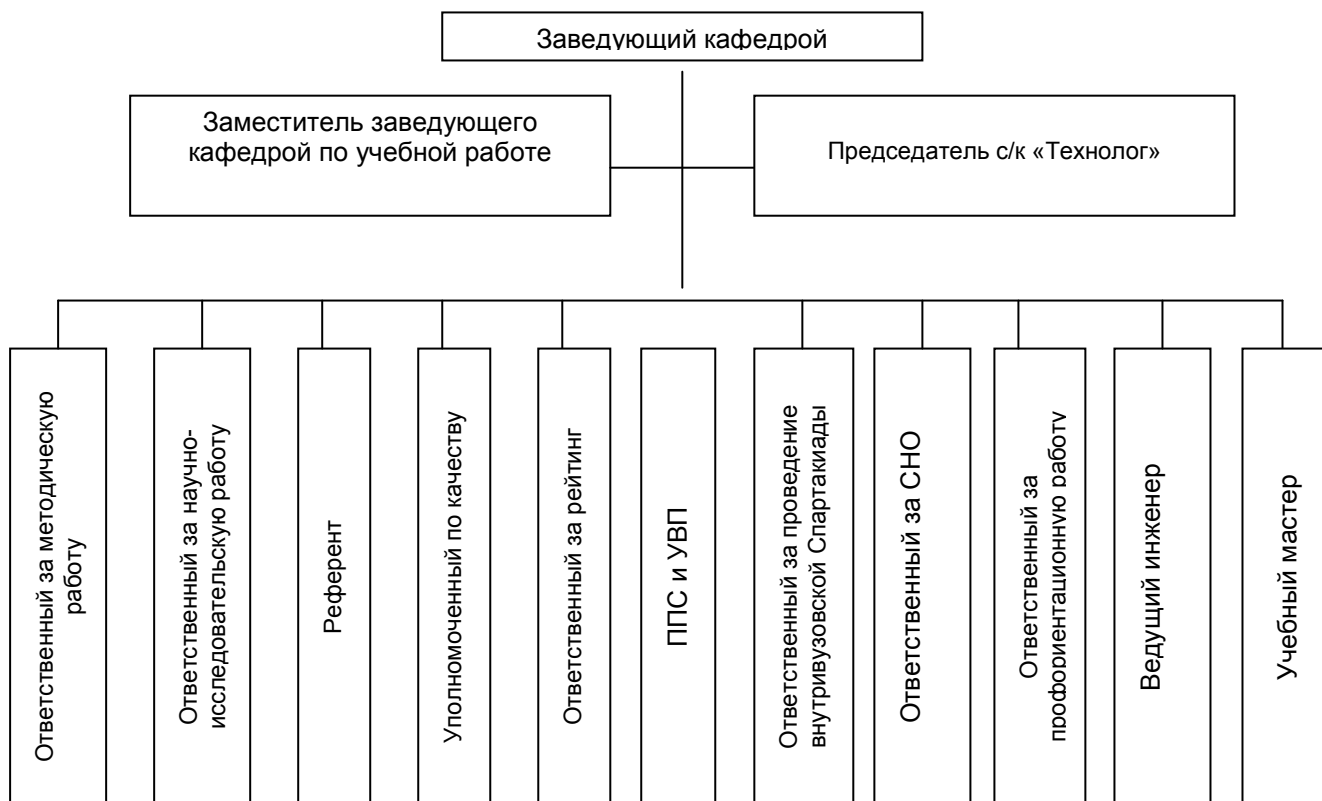 Заведующий кафедрой
Заместитель заведующего
кафедрой по учебной работе
Председатель с/к «Технолог»
Ответственный за методическую
работу
Ответственный за научно-
исследовательскую работу
Референт
Уполномоченный по качеству
Ответственный за рейтинг
ППС и УВП
Ответственный за проведение
внутривузовской Спартакиады
Ответственный за СНО
Ответственный за
профориентационную работу
Ведущий инженер
Учебный мастер